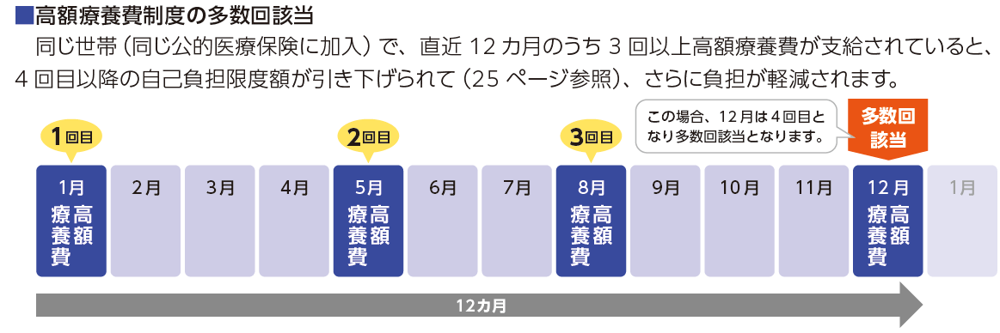 ■高額療養費制度の多数回該当
同じ世帯（同じ公的医療保険に加入）で、直近 12 カ月のうち 3 回以上高額療養費が支給されていると、
4 回目以降の自己負担限度額が引き下げられて（25 ページ参照）、さらに負担が軽減されます。
1回目
2回目
3回目
この場合、12月は4回目と
なり多数回該当となります。
多数回
該当
1月
高額
療養費
2月
3月
4月
5月
高額
療養費
6月
7月
8月
高額
療養費
9月
10月
11月
12月
高額
療養費
1月
12カ月